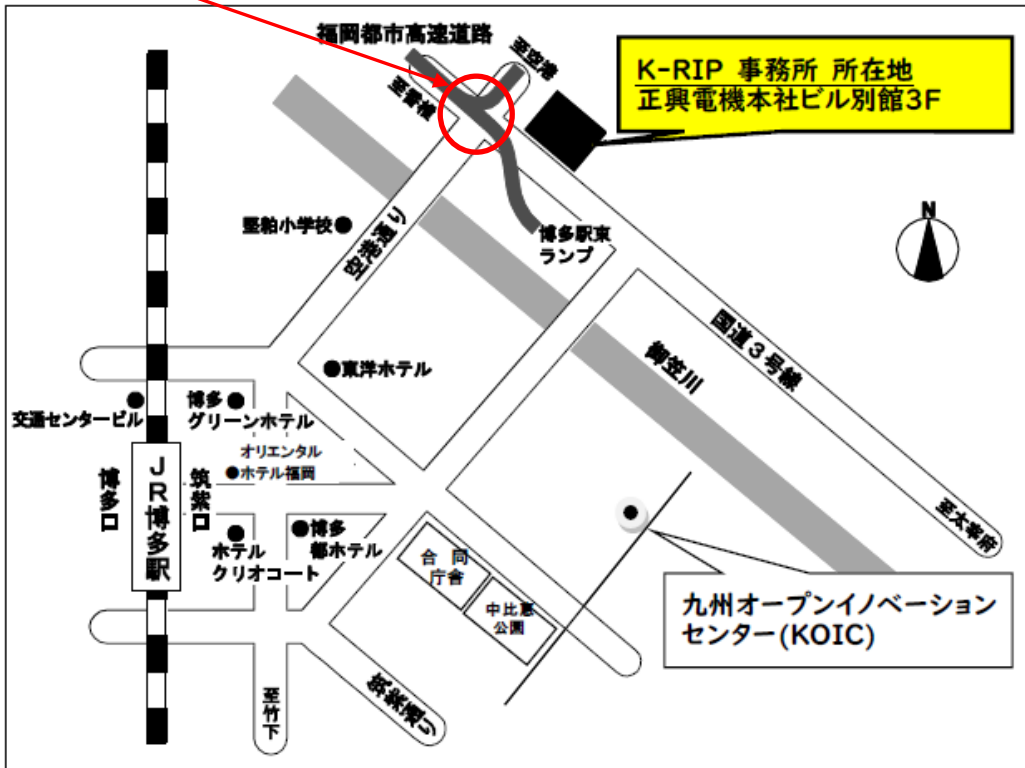 福岡都市高速道路
至空港
至香椎
K-RIP 事務所 所在地
正興電機本社ビル別館3F
N
堅粕小学校
空港通り
博多駅東
ランプ
国道3号線
御笠川
東洋ホテル
交通センタービル
博多
グリーンホテル
オリエンタル
ホテル福岡
博多口
JR博多駅
筑紫口
ホテル
クリオコート
博多
都ホテル
合同
庁舎
中比恵
公園
至太宰府
九州オープンイノベーション
センター(KOIC)
至竹下
筑紫通り